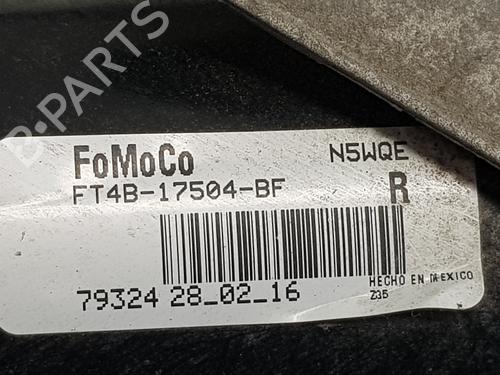 B-PARTS
FoMoCo N5WQE
FT4B-17504-BF R
79324 28_02_16 HECHO EN MEXICO
Z35